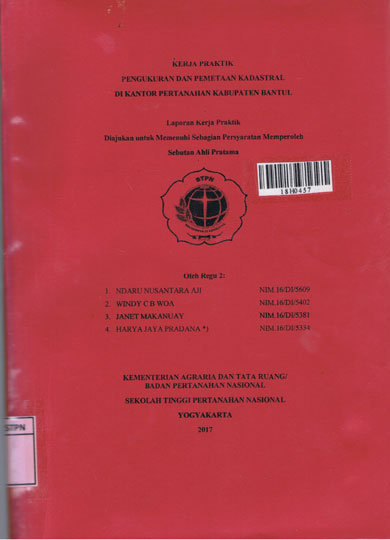 KERJA PRAKTIK
PENGUKURAN DAN PEMETAAN KADASTRAL
DI KANTOR PERTANAHAN KABUPATEN BANTUL
Laporan Kerja Praktik
Diajukan untuk Memenuhi Sebagian Persyaratan Memperoleh
Sebutan Ahli Pratama
18H0457
STPN
Oleh Regu 2:
1. NDARU NUSANTARA AJI NIM.16/DI/5609
2. WINDY C B WOA NIM.16/DI/5402
3. JANET MAKANUAY NIM.16/DI/5381
4. HARYA JAYA PRADANA *) NIM.16/DI/5334
KEMENTERIAN AGRARIA DAN TATA RUANG/
BADAN PERTANAHAN NASIONAL
SEKOLAH TINGGI PERTANAHAN NASIONAL
YOGYAKARTA
2017
STPN